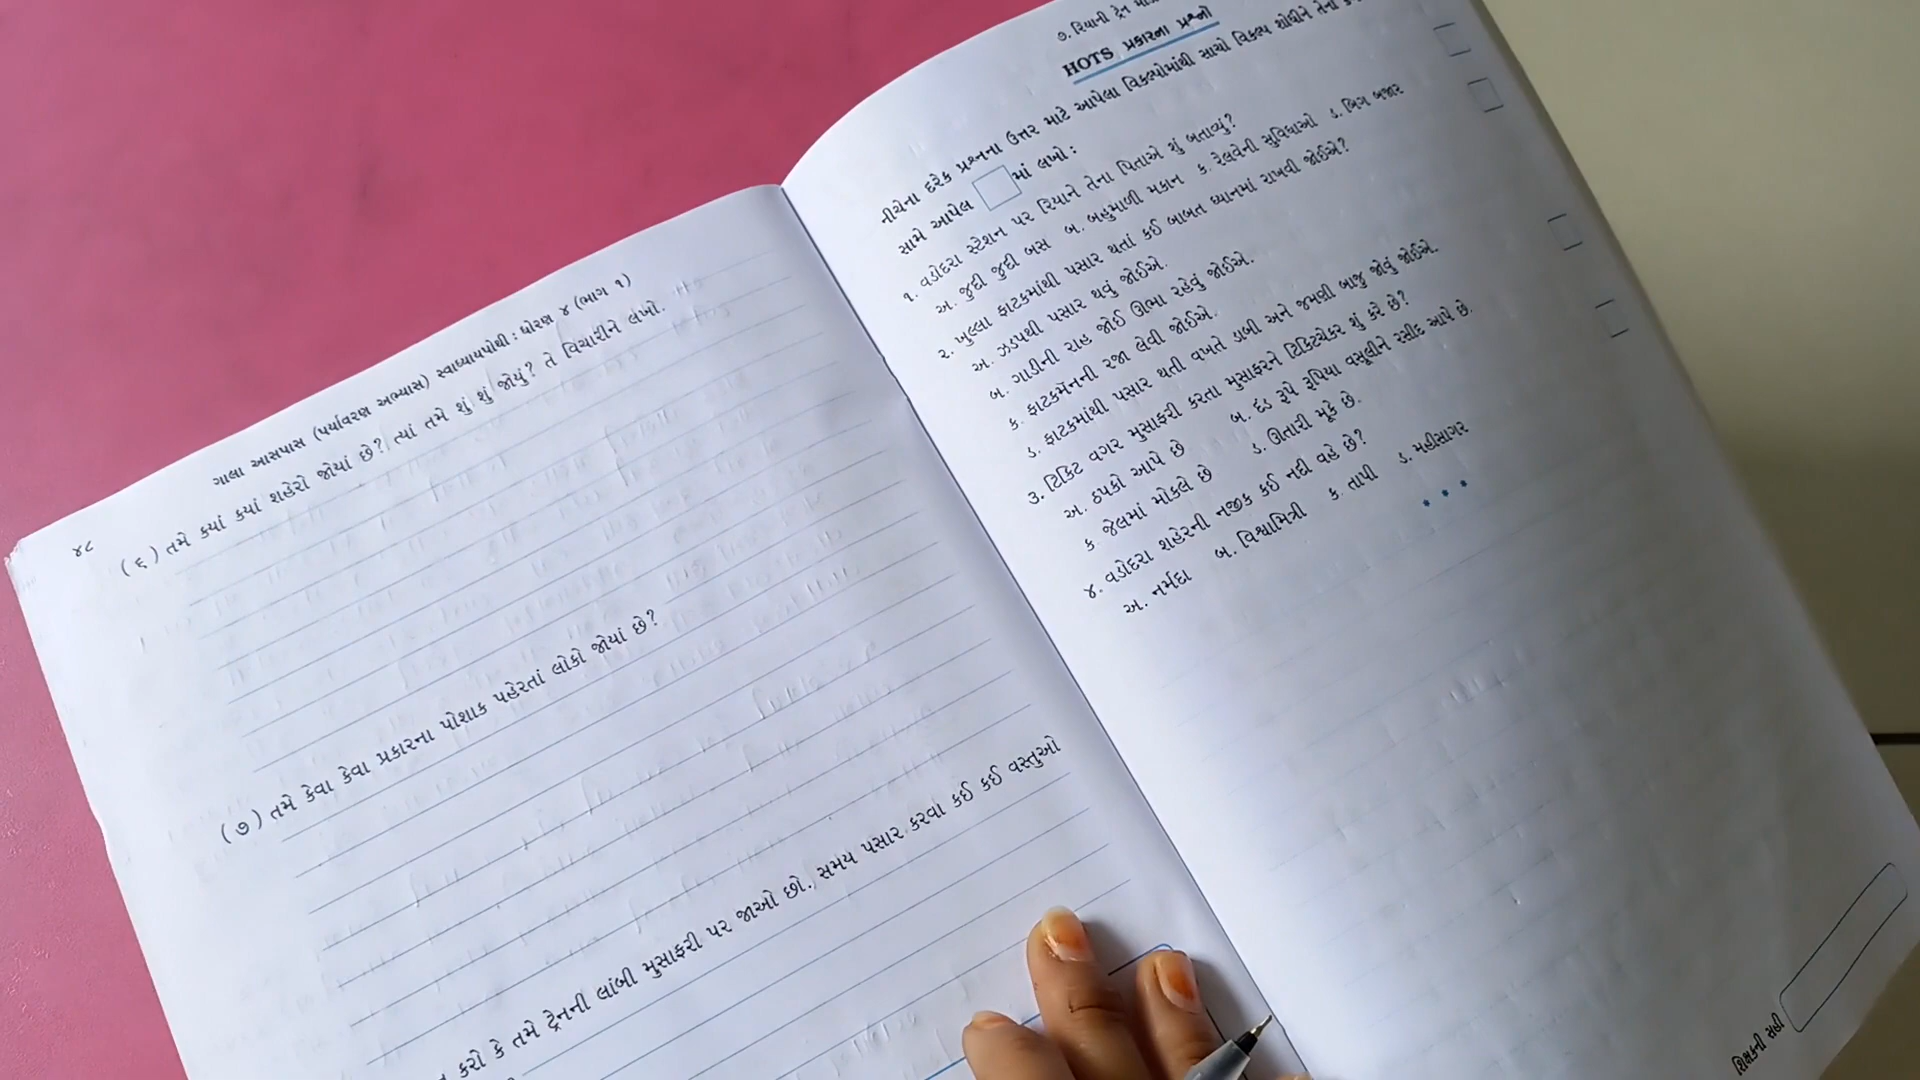 ૪૮
ગાલા આસપાસ (પર્યાવરણ અભ્યાસ) સ્વાધ્યાયપોથી : ધોરણ ૪ (ભાગ ૧)
(૬) તમે કયાં કયાં શહેરો જોયાં છે? ત્યાં તમે શું શું જોયું? તે વિચારીને લખો.
(૭) તમે કેવા કેવા પ્રકારના પોશાક પહેરતાં લોકો જોયાં છે?
કરો કે તમે ટ્રેનની લાંબી મુસાફરી પર જાઓ છો. સમય પસાર કરવા કઈ કઈ વસ્તુઓ
૭. રિયાની ટ્રેન
HOTS પ્રકારના પ્રશ્નો
નીચેના દરેક પ્રશ્નના ઉત્તર માટે આપેલા વિકલ્પોમાંથી સાચો વિકલ્પ શોધીને તેનો
સામે આપેલ માં લખો :
૧. વડોદરા સ્ટેશન પર રિયાને તેના પિતાએ શું બતાવ્યું?
અ. જુદી જુદી બસ બ. બહુમાળી મકાન ક. રેલવેની સુવિધાઓ ડ. બિગ બજાર
૨. ખુલ્લા ફાટકમાંથી પસાર થતાં કઈ બાબત ધ્યાનમાં રાખવી જોઈએ?
અ. ઝડપથી પસાર થવું જોઈએ.
બ. ગાડીની રાહ જોઈ ઊભા રહેવું જોઈએ.
ક. ફાટકમૅનની રજા લેવી જોઈએ.
ડ. ફાટકમાંથી પસાર થતી વખતે ડાબી અને જમણી બાજુ જોવું જોઈએ.
૩. ટિકિટ વગર મુસાફરી કરતા મુસાફરને ટિકિટચેકર શું કરે છે?
અ. ઠપકો આપે છે બ. દંડ રૂપે રૂપિયા વસૂલીને રસીદ આપે છે.
ક. જેલમાં મોકલે છે ડ. ઊતારી મૂકે છે.
૪. વડોદરા શહેરની નજીક કઈ નદી વહે છે?
અ. નર્મદા બ. વિશ્વામિત્રી ક. તાપી ડ. મહીસાગર
શિક્ષકની સહી